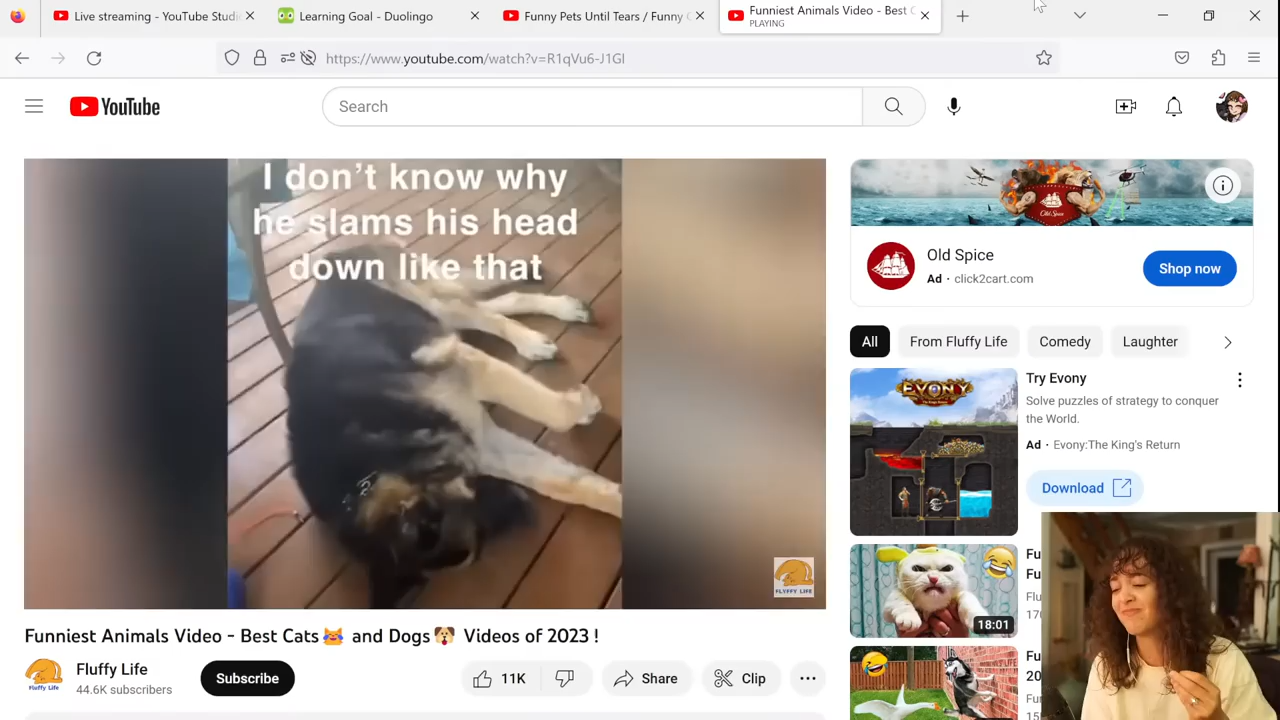 Live streaming - YouTube Studi
Learning Goal - Duolingo
Funny Pets Until Tears / Funny C
Funniest Animals Video - Best C
PLAYING
https://www.youtube.com/watch?v=R1qVu6-J1GI
YouTube
Search
I don't know why
he slams his head
down like that
FLYFFY LIFE
Old Spice
Old Spice
Ad · click2cart.com
Shop now
All
From Fluffy Life
Comedy
Laughter
EVONY
Try Evony
Solve puzzles of strategy to conquer
the World.
Ad · Evony:The King's Return
Download
18:01
Funniest Animals Video - Best Cats😹 and Dogs🐶 Videos of 2023 !
Fluffy Life
Fluffy Life
44.6K subscribers
Subscribe
11K
Share
Clip